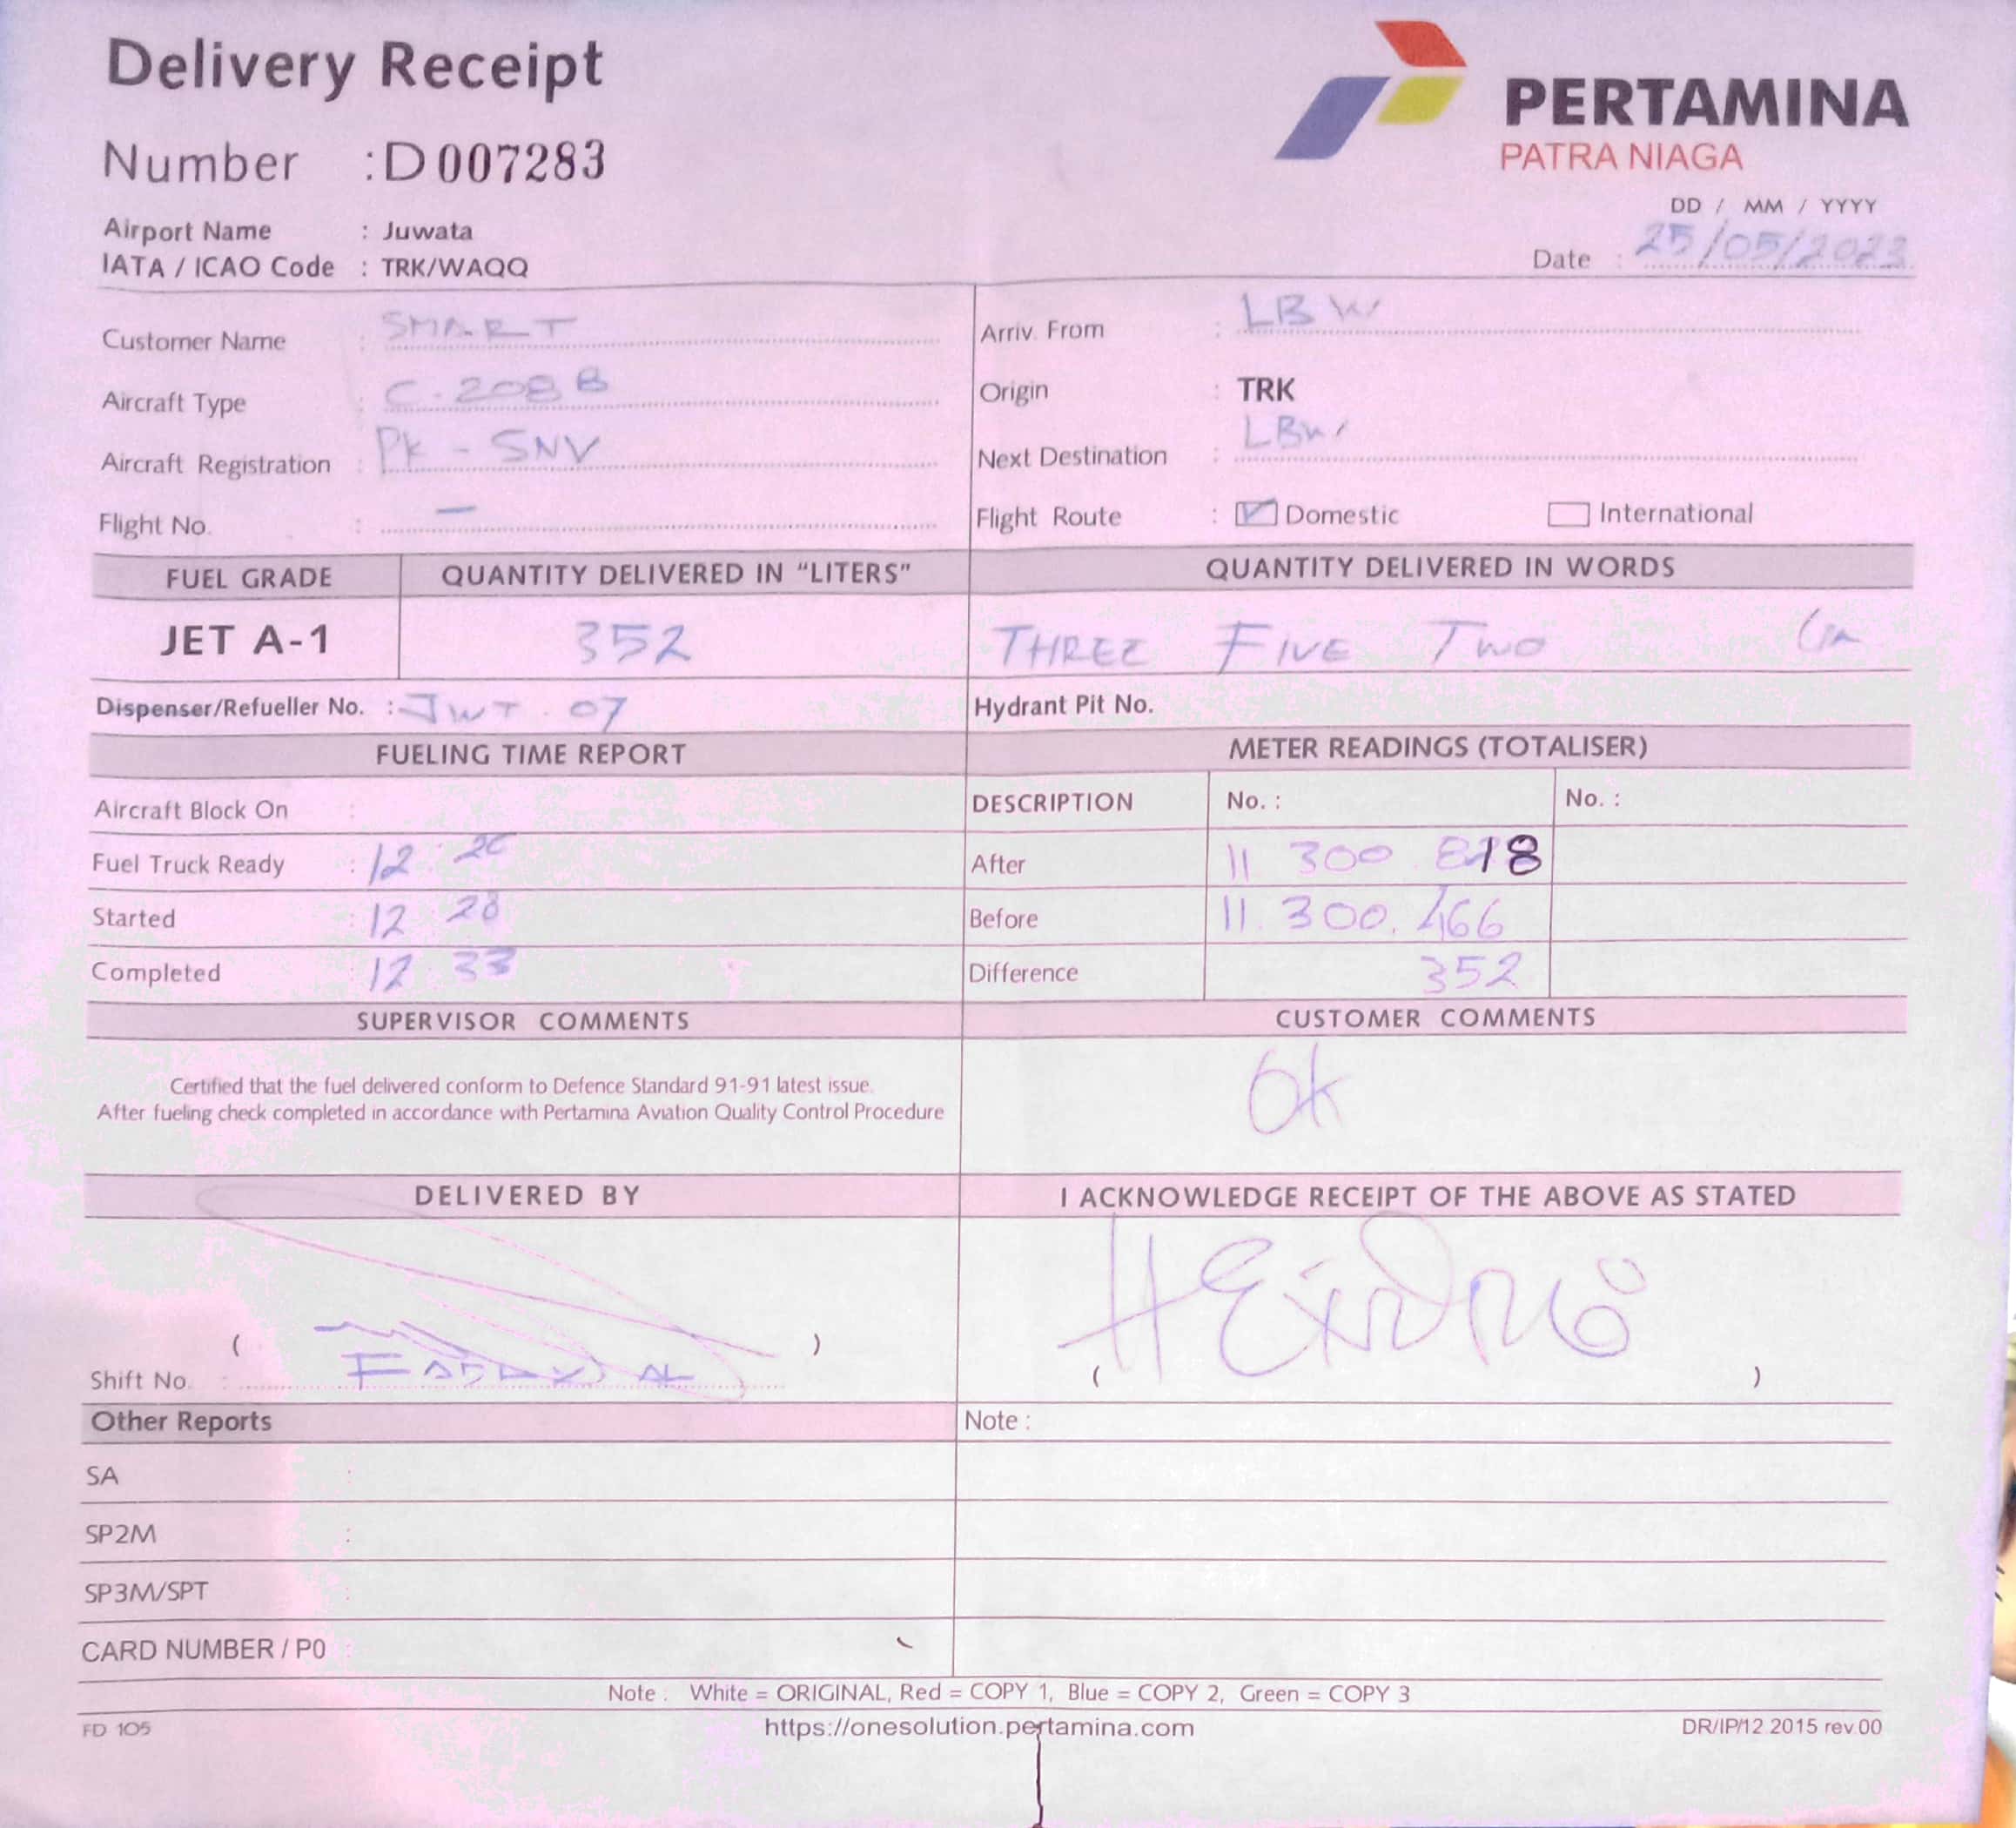 Delivery Receipt
PERTAMINA
PATRA NIAGA
Number : D 007283
DD / MM / YYYY
Airport Name : Juwata
Date : 25/05/2023
IATA / ICAO Code : TRK/WAQQ
Customer Name : SMART
Arriv. From : LBW
Aircraft Type : C-208 B
Origin : TRK
Aircraft Registration : PK - SNV
Next Destination : LBW
Flight No. : -
Flight Route : Domestic International
FUEL GRADE QUANTITY DELIVERED IN "LITERS" QUANTITY DELIVERED IN WORDS
JET A-1 352 THREE FIVE TWO
Dispenser/Refueller No. : JWT . 07 Hydrant Pit No.
FUELING TIME REPORT METER READINGS (TOTALISER)
Aircraft Block On : DESCRIPTION No. : No. :
Fuel Truck Ready : 12 . After 11 300 818
Started : 12 28 Before 11. 300. 466
Completed : 12 33 Difference 352
SUPERVISOR COMMENTS CUSTOMER COMMENTS
Ok
Certified that the fuel delivered conform to Defence Standard 91-91 latest issue.
After fueling check completed in accordance with Pertamina Aviation Quality Control Procedure
DELIVERED BY I ACKNOWLEDGE RECEIPT OF THE ABOVE AS STATED
( ) ( )
Shift No. :
Other Reports Note :
SA :
SP2M :
SP3M/SPT :
CARD NUMBER / PO :
Note : White = ORIGINAL, Red = COPY 1, Blue = COPY 2, Green = COPY 3
FD 105 https://onesolution.pertamina.com DR/IP/12 2015 rev.00